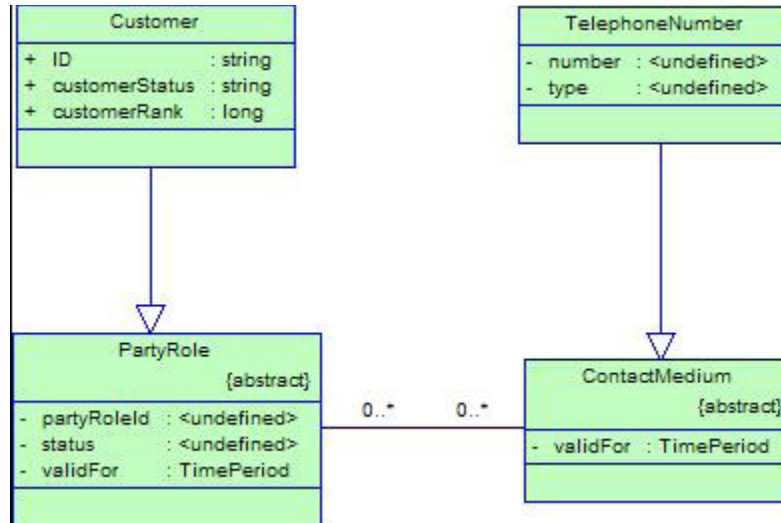 Customer
+ ID : string
+ customerStatus : string
+ customerRank : long
TelephoneNumber
- number : <undefined>
- type : <undefined>
PartyRole
{abstract}
- partyRoleId : <undefined>
- status : <undefined>
- validFor : TimePeriod
0..*
0..*
ContactMedium
{abstract}
- validFor : TimePeriod